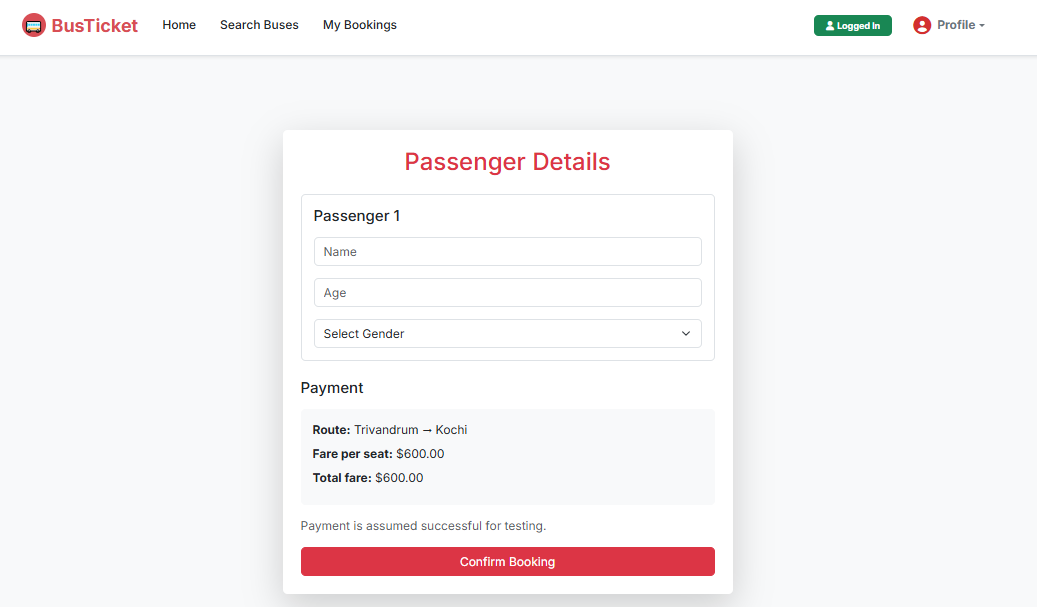 BusTicket Home Search Buses My Bookings Logged In Profile
Passenger Details
Passenger 1
Name
Age
Select Gender
Payment
Route: Trivandrum → Kochi
Fare per seat: $600.00
Total fare: $600.00
Payment is assumed successful for testing.
Confirm Booking